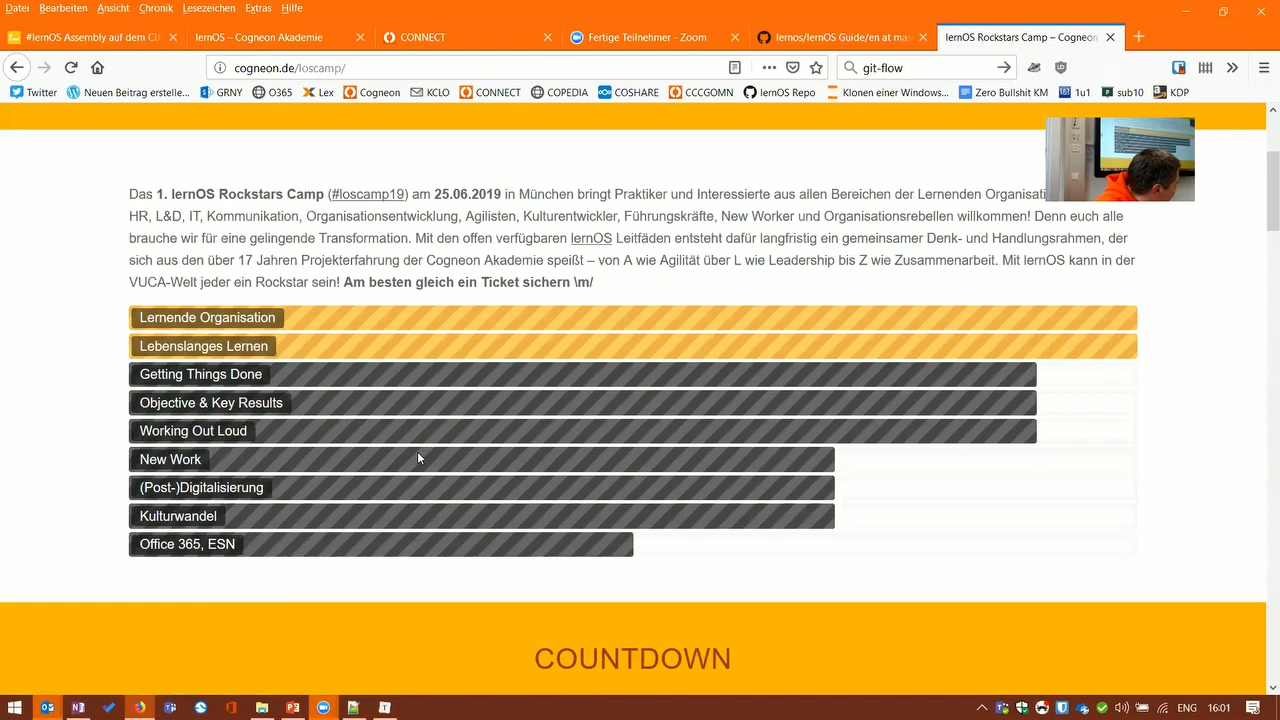 Datei Bearbeiten Ansicht Chronik Lesezeichen Extras Hilfe
#lernOS Assembly auf dem CL
lernOS – Cogneon Akademie
CONNECT
Fertige Teilnehmer - Zoom
lernos/lernOS Guide/en at mas
lernOS Rockstars Camp – Cogneon
cogneon.de/loscamp/
git-flow
Twitter
Neuen Beitrag erstelle...
GRNY
O365
Lex
Cogneon
KCLO
CONNECT
COPEDIA
COSHARE
CCCGOMN
lernOS Repo
Klonen einer Windows...
Zero Bullshit KM
1u1
sub10
KDP
Das 1. lernOS Rockstars Camp (#loscamp19) am 25.06.2019 in München bringt Praktiker und Interessierte aus allen Bereichen der Lernenden Organisati
HR, L&D, IT, Kommunikation, Organisationsentwicklung, Agilisten, Kulturentwickler, Führungskräfte, New Worker und Organisationsrebellen willkommen! Denn euch alle
brauche wir für eine gelingende Transformation. Mit den offen verfügbaren lernOS Leitfäden entsteht dafür langfristig ein gemeinsamer Denk- und Handlungsrahmen, der
sich aus den über 17 Jahren Projekterfahrung der Cogneon Akademie speißt – von A wie Agilität über L wie Leadership bis Z wie Zusammenarbeit. Mit lernOS kann in der
VUCA-Welt jeder ein Rockstar sein! Am besten gleich ein Ticket sichern \m/
Lernende Organisation
Lebenslanges Lernen
Getting Things Done
Objective & Key Results
Working Out Loud
New Work
(Post-)Digitalisierung
Kulturwandel
Office 365, ESN
COUNTDOWN
ENG 16:01